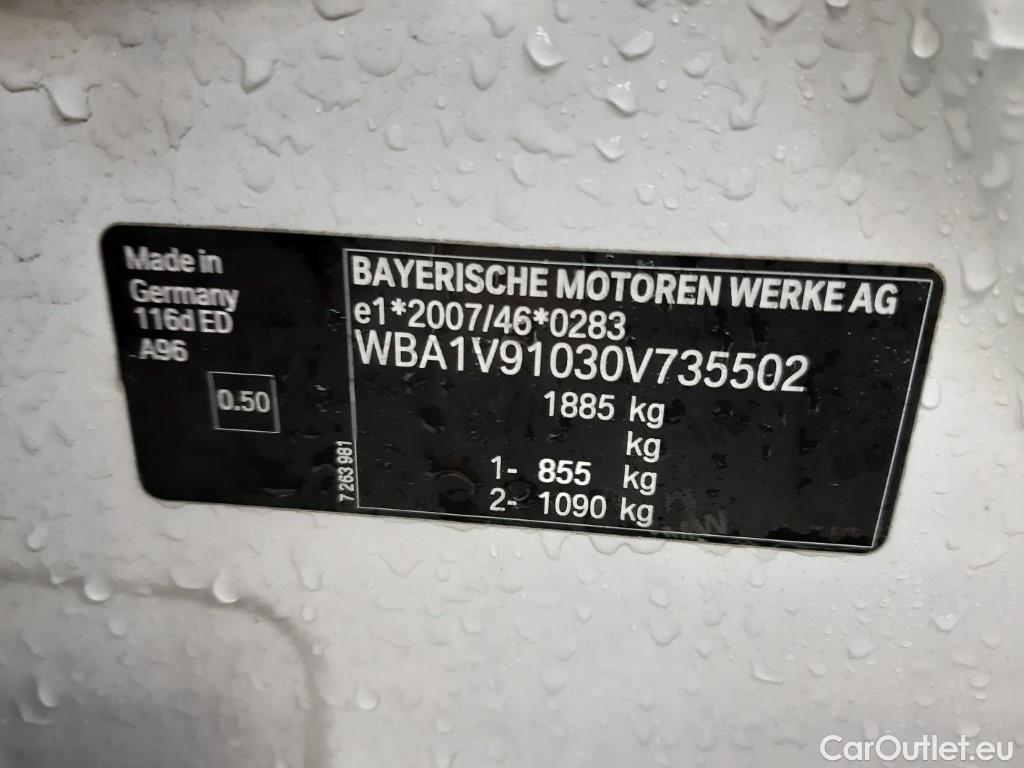 Made in
Germany
116d ED
A96
0.50
7 263 981
BAYERISCHE MOTOREN WERKE AG
e1*2007/46*0283
WBA1V91030V735502
1885 kg
kg
1- 855 kg
2- 1090 kg
CarOutlet.eu